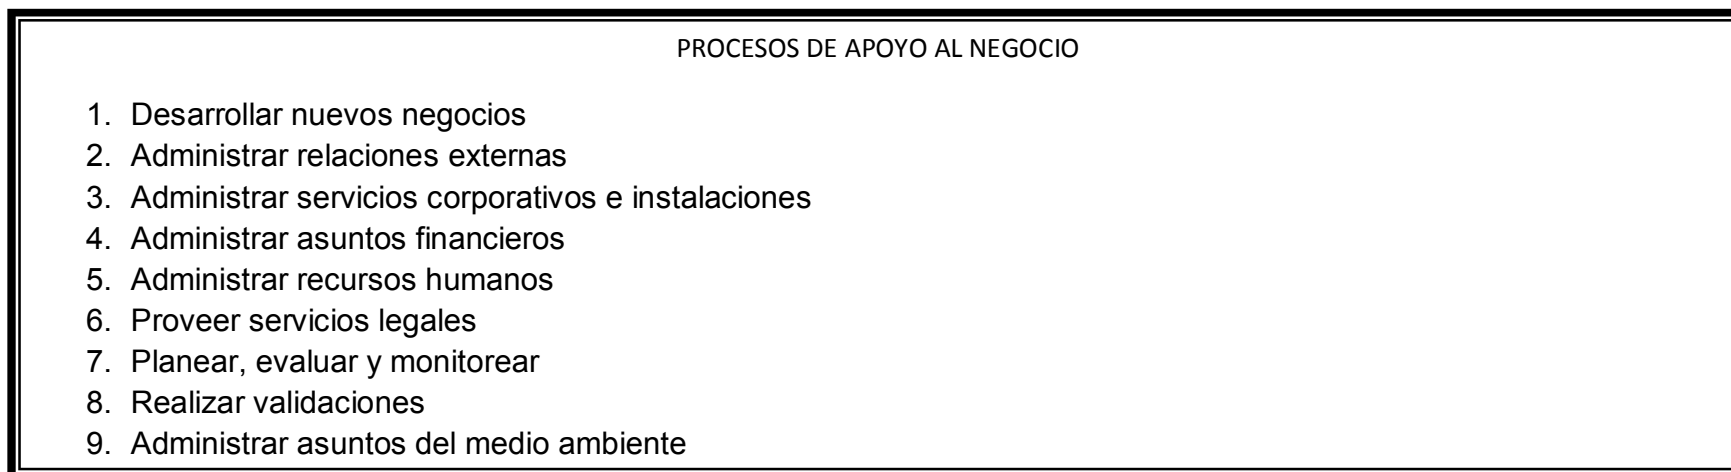 PROCESOS DE APOYO AL NEGOCIO
1. Desarrollar nuevos negocios
2. Administrar relaciones externas
3. Administrar servicios corporativos e instalaciones
4. Administrar asuntos financieros
5. Administrar recursos humanos
6. Proveer servicios legales
7. Planear, evaluar y monitorear
8. Realizar validaciones
9. Administrar asuntos del medio ambiente